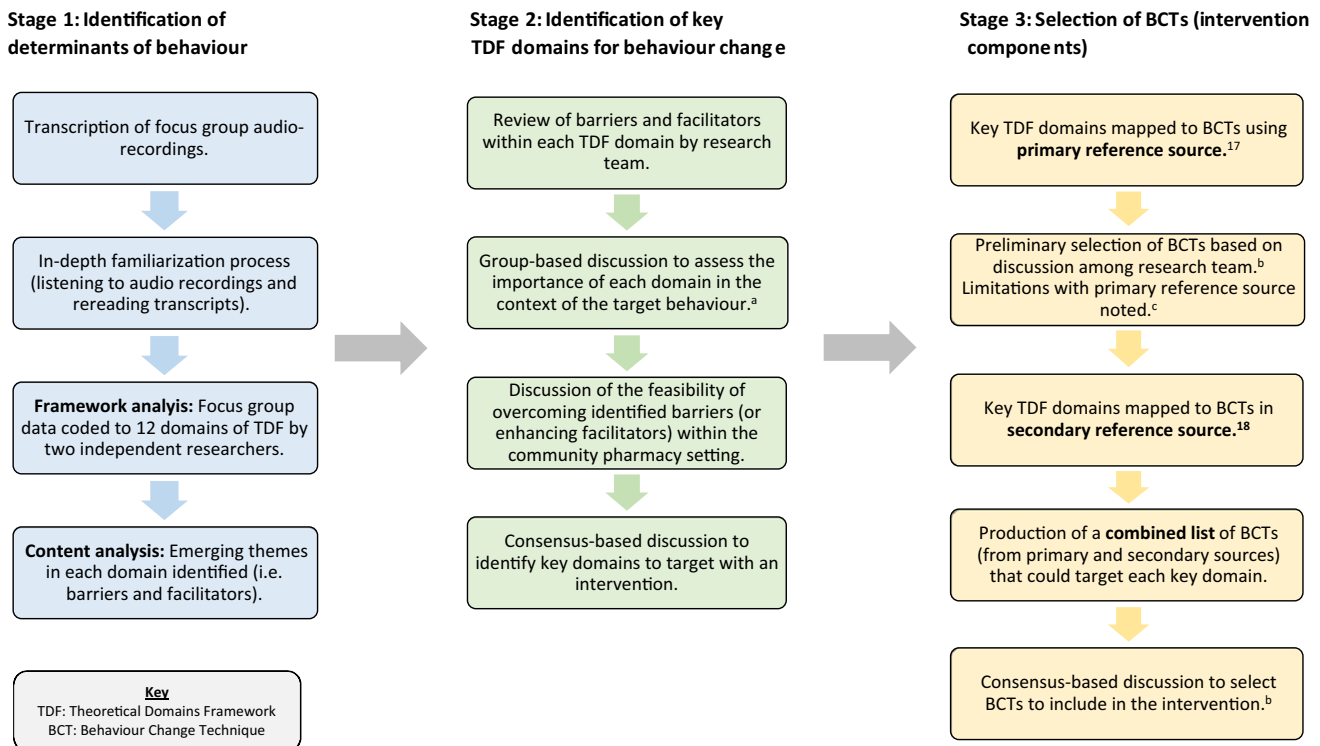 Stage 1: Identification of
determinants of behaviour
Transcription of focus group audio-
recordings.
In-depth familiarization process
(listening to audio recordings and
rereading transcripts).
Framework analyis: Focus group
data coded to 12 domains of TDF by
two independent researchers.
Content analysis: Emerging themes
in each domain identified (i.e.
barriers and facilitators).
Key
TDF: Theoretical Domains Framework
BCT: Behaviour Change Technique
Stage 2: Identification of key
TDF domains for behaviour change
Review of barriers and facilitators
within each TDF domain by research
team.
Group-based discussion to assess the
importance of each domain in the
context of the target behaviour.a
Discussion of the feasibility of
overcoming identified barriers (or
enhancing facilitators) within the
community pharmacy setting.
Consensus-based discussion to
identify key domains to target with an
intervention.
Stage 3: Selection of BCTs (intervention
components)
Key TDF domains mapped to BCTs using
primary reference source.17
Preliminary selection of BCTs based on
discussion among research team.b
Limitations with primary reference source
noted.c
Key TDF domains mapped to BCTs in
secondary reference source.18
Production of a combined list of BCTs
(from primary and secondary sources)
that could target each key domain.
Consensus-based discussion to select
BCTs to include in the intervention.b